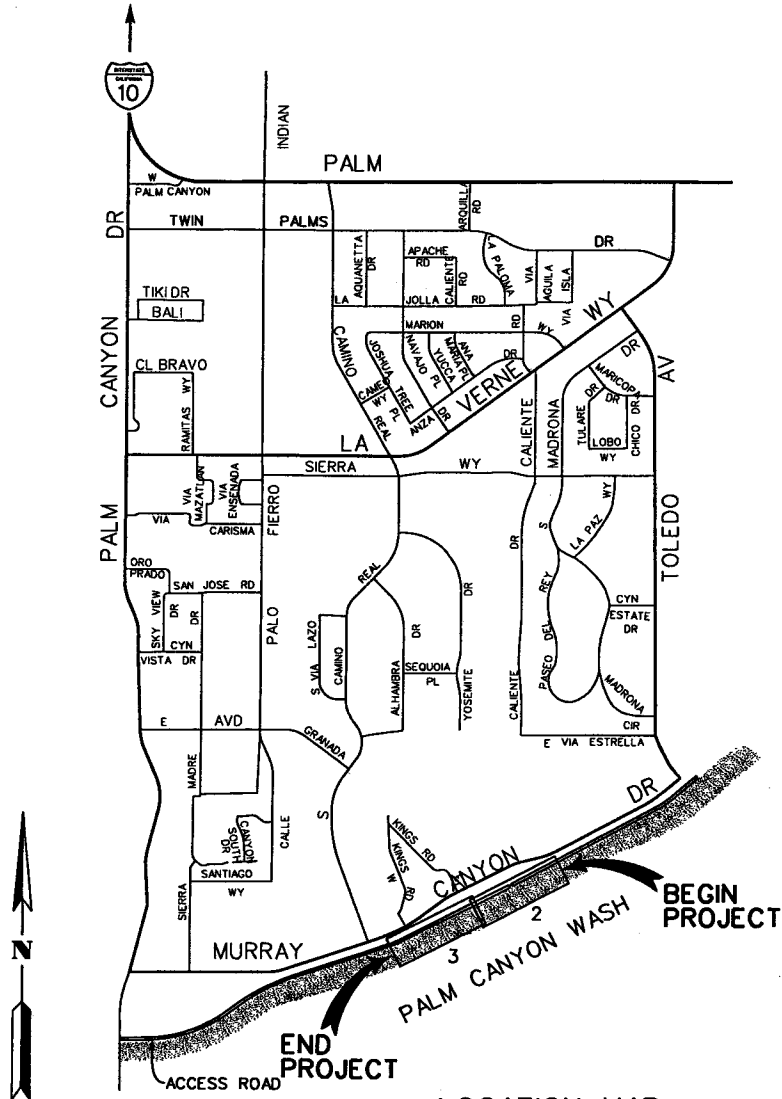 INTERSTATE
CALIFORNIA
10
INDIAN
PALM
W
PALM CANYON
DR
TWIN PALMS
ARQUILLA RD
AQUANETTA DR
APACHE RD
CALIENTE RD
LA PALOMA
VIA AGUILA
ISLA
VIA
DR
TIKI DR
BALI
LA JOLLA RD
WY
CANYON
CAMINO
MARION RD
WY
CL BRAVO
RAMITAS WY
JOSHUA TREE PL
CAMEO WY
NAVAJO PL
YUCCA
ANA MARIA PL
DR
ANZA DR
VERNE
REAL
DR
AV
MARICOPA DR
TULARE DR
LOBO WY
CHICO DR
CALIENTE
MADRONA
LA
SIERRA WY
VIA MAZATLAN
VIA ENSENADA
FIERRO
VIA CARISMA
PALM
WY
LA PAZ
S
TOLEDO
ORO
PRADO
SAN JOSE RD
REAL
DR
DR
SKY VIEW DR
CYN DR
VISTA DR
PALO
S VIA LAZO
CAMINO
DR
ALHAMBRA
SEQUOIA PL
YOSEMITE
CALIENTE
PASEO DEL REY
CYN
ESTATE
DR
MADRONA
CIR
E AVD
GRANADA
E VIA ESTRELLA
MADRE
DR
CANYON SOUTH DR
CALLE
S
SANTIAGO
WY
KINGS RD
KINGS RD W
CANYON
SIERRA
2
BEGIN
PROJECT
N
MURRAY
3
PALM CANYON WASH
END
PROJECT
ACCESS ROAD
LOCATION MAP